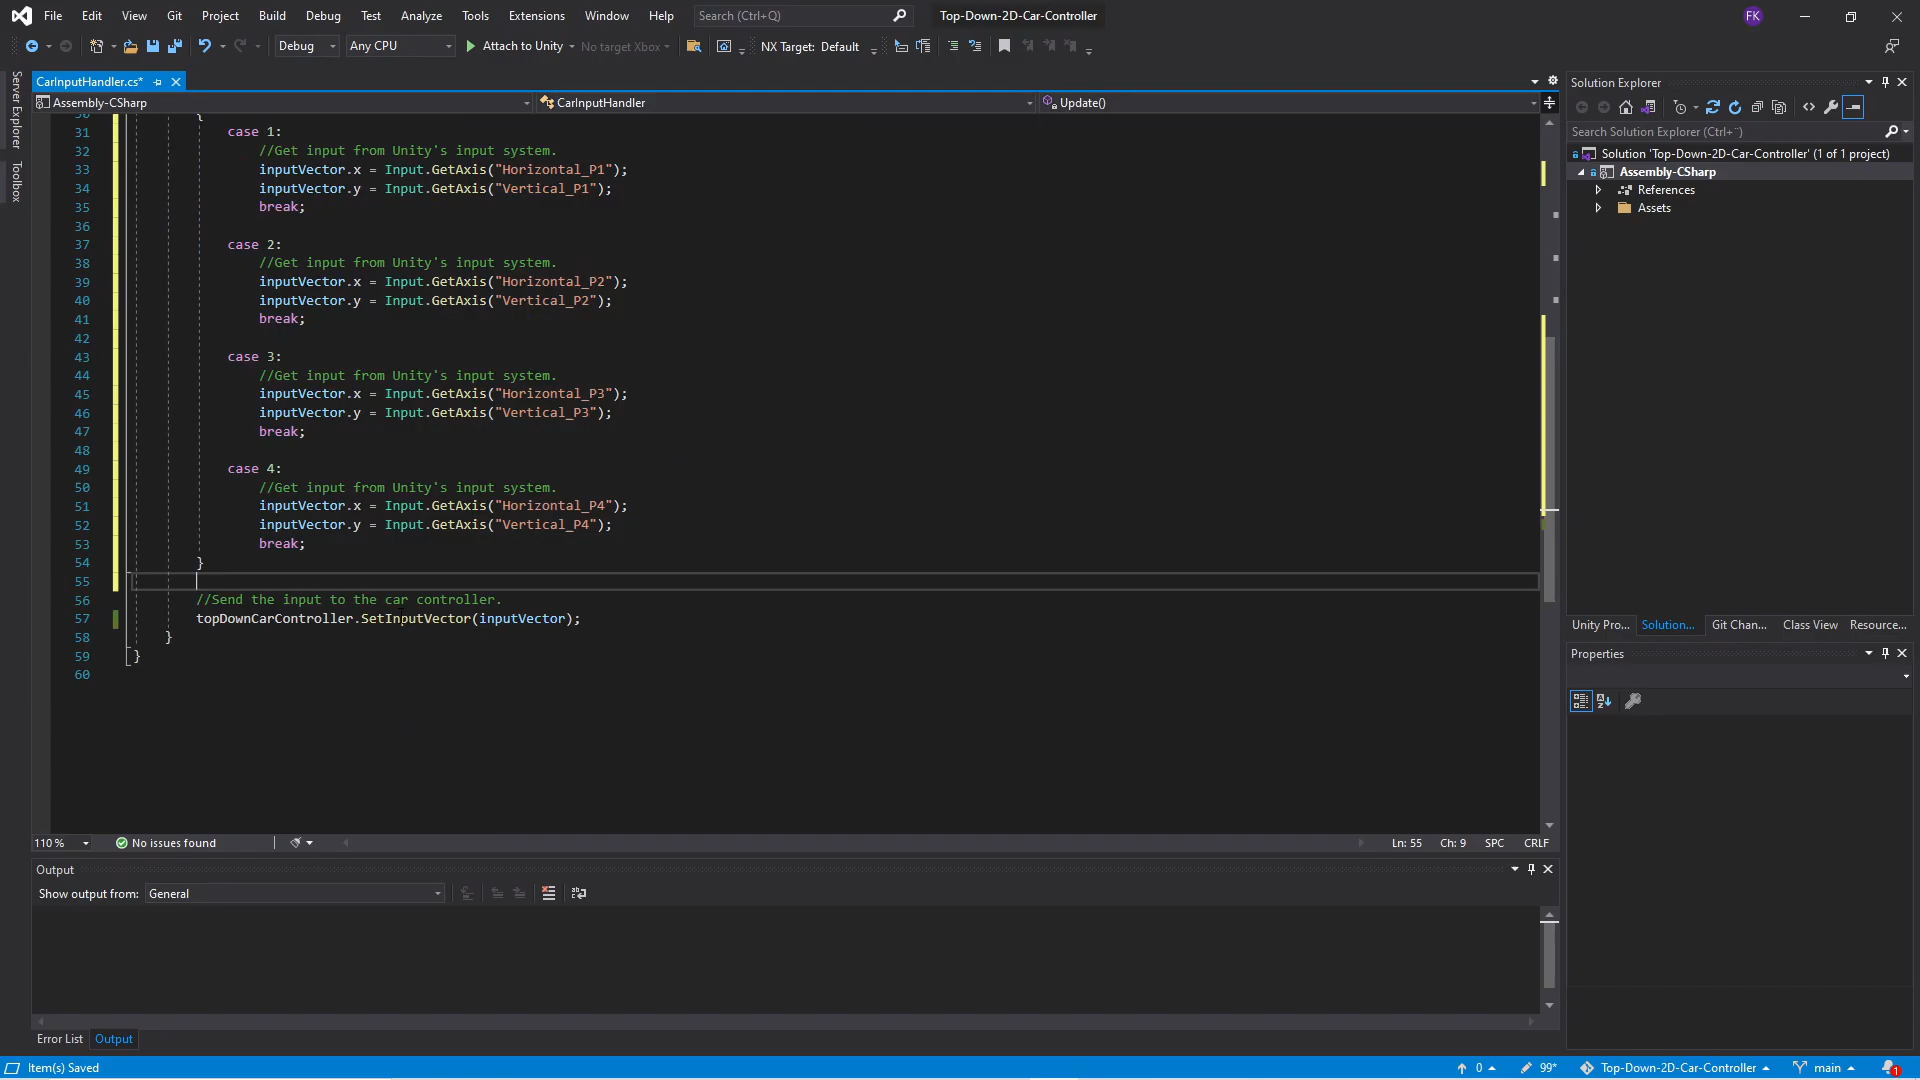 File Edit View Git Project Build Debug Test Analyze Tools Extensions Window Help Search (Ctrl+Q) Top-Down-2D-Car-Controller FK
Debug Any CPU Attach to Unity No target Xbox NX Target: Default
Server Explorer
Toolbox
CarInputHandler.cs*
Assembly-CSharp CarInputHandler Update()
30 {
31 case 1:
32 //Get input from Unity's input system.
33 inputVector.x = Input.GetAxis("Horizontal_P1");
34 inputVector.y = Input.GetAxis("Vertical_P1");
35 break;
36
37 case 2:
38 //Get input from Unity's input system.
39 inputVector.x = Input.GetAxis("Horizontal_P2");
40 inputVector.y = Input.GetAxis("Vertical_P2");
41 break;
42
43 case 3:
44 //Get input from Unity's input system.
45 inputVector.x = Input.GetAxis("Horizontal_P3");
46 inputVector.y = Input.GetAxis("Vertical_P3");
47 break;
48
49 case 4:
50 //Get input from Unity's input system.
51 inputVector.x = Input.GetAxis("Horizontal_P4");
52 inputVector.y = Input.GetAxis("Vertical_P4");
53 break;
54 }
55
56 //Send the input to the car controller.
57 topDownCarController.SetInputVector(inputVector);
58 }
59 }
60
110 % No issues found Ln: 55 Ch: 9 SPC CRLF
Output
Show output from: General
Error List Output
Solution Explorer
Search Solution Explorer (Ctrl+¨)
Solution 'Top-Down-2D-Car-Controller' (1 of 1 project)
Assembly-CSharp
References
Assets
Unity Pro... Solution... Git Chan... Class View Resource...
Properties
Item(s) Saved 0 99* Top-Down-2D-Car-Controller main 1